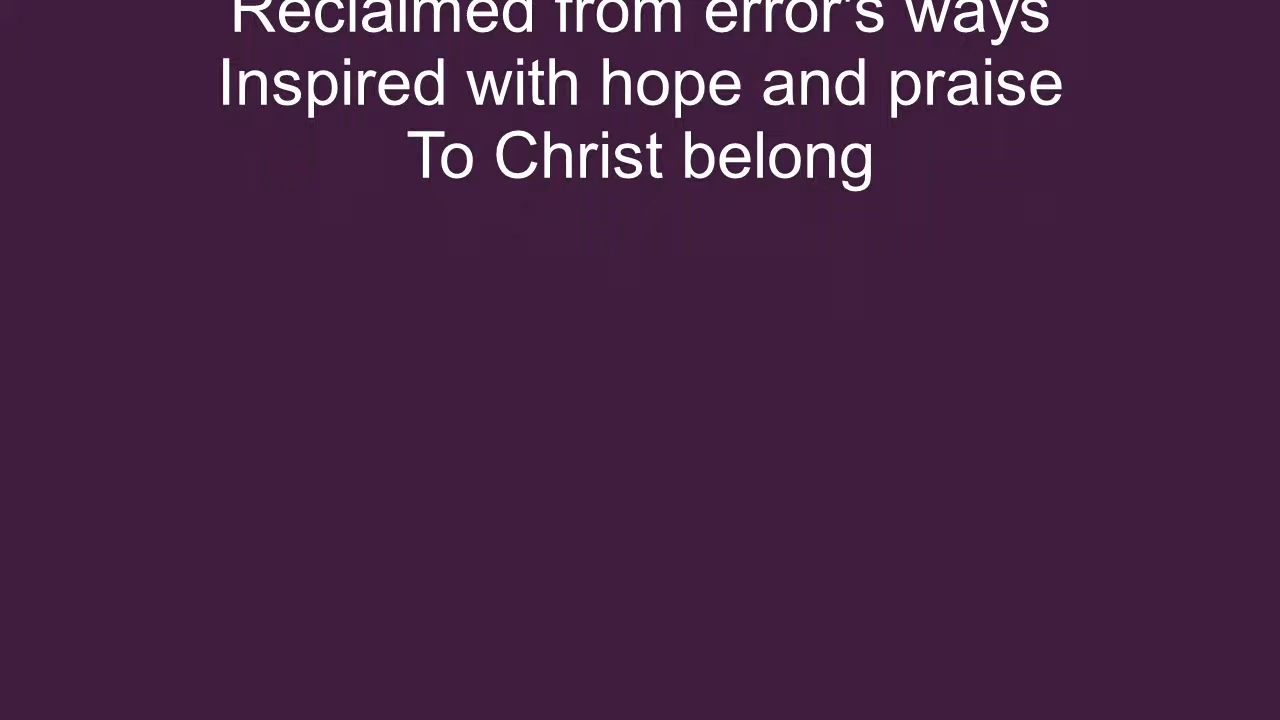 Reclaimed from error's ways
Inspired with hope and praise
To Christ belong